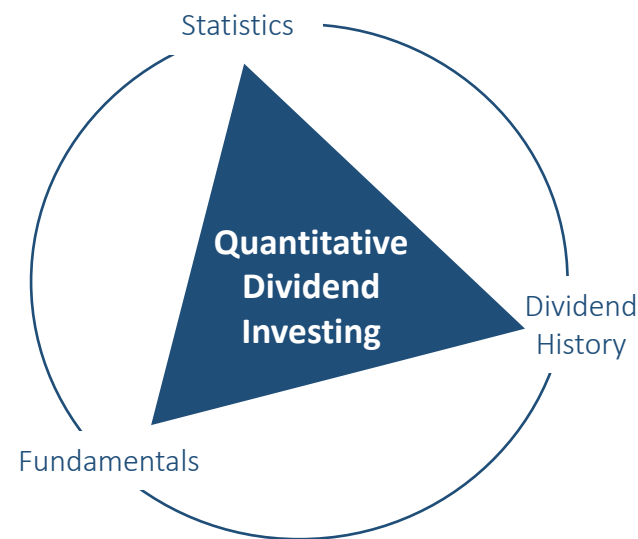 Statistics
Quantitative
Dividend
Investing
Dividend
History
Fundamentals